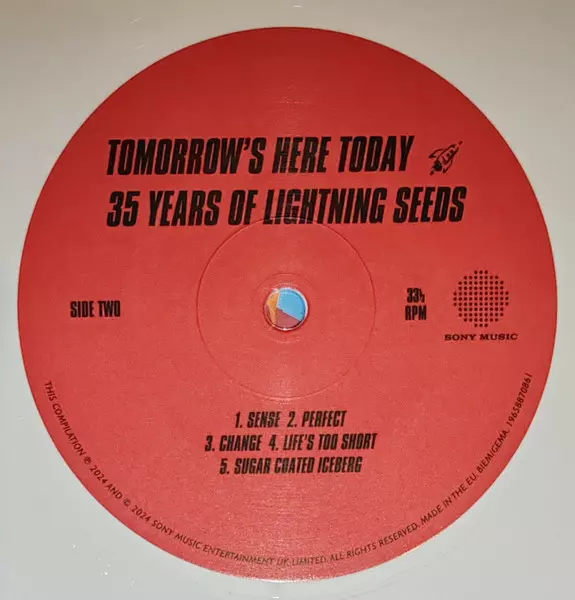 TOMORROW'S HERE TODAY
35 YEARS OF LIGHTNING SEEDS
SIDE TWO
33⅓
RPM
SONY MUSIC
1. SENSE 2. PERFECT
3. CHANGE 4. LIFE'S TOO SHORT
5. SUGAR COATED ICEBERG
THIS COMPILATION ℗ 2024 AND © 2024 SONY MUSIC ENTERTAINMENT UK LIMITED. ALL RIGHTS RESERVED. MADE IN THE EU. BIEM/GEMA. 19658870861